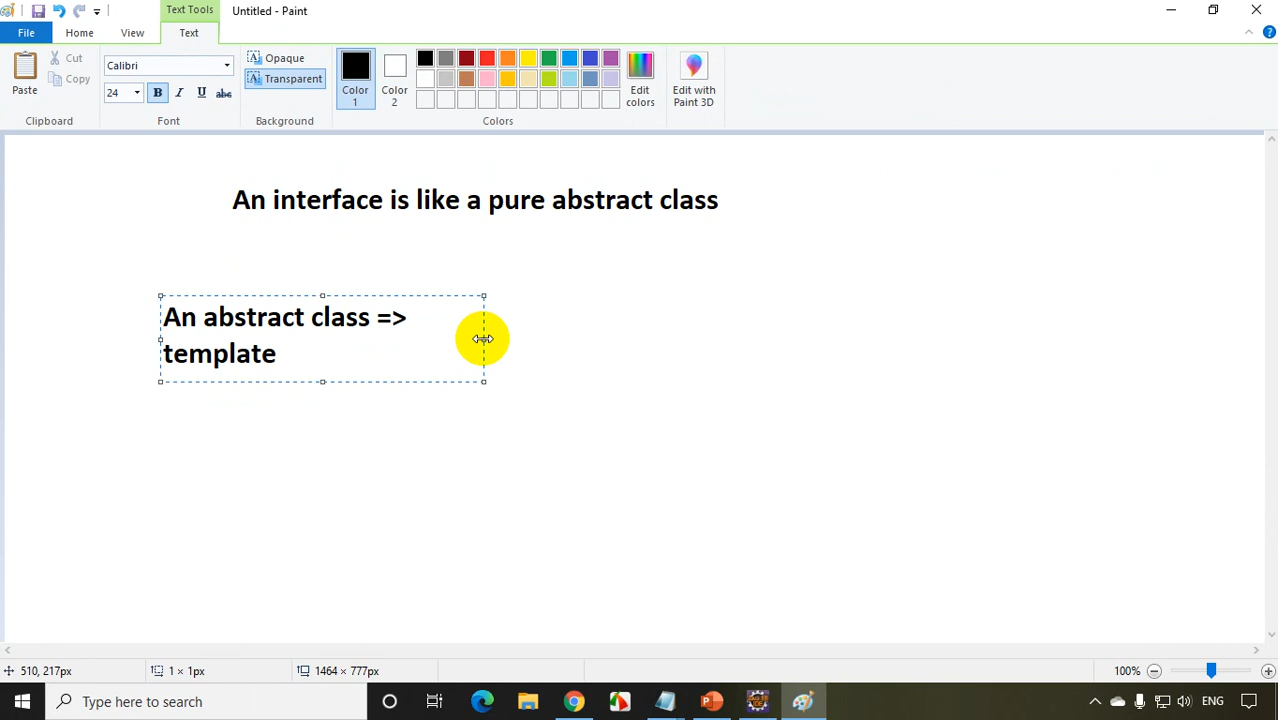 Text Tools
Untitled - Paint
File
Home
View
Text
Paste
Cut
Copy
Clipboard
Calibri
24
B I U abc
Font
Opaque
Transparent
Background
Color 1
Color 2
Edit colors
Colors
Edit with Paint 3D
An interface is like a pure abstract class
An abstract class =>
template
510, 217px
1 × 1px
1464 × 777px
100%
Type here to search
ENG